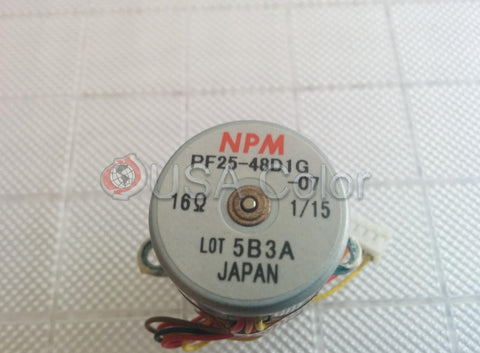 NPM
PF25-48D1G
-07
16Ω 1/15
LOT 5B3A
JAPAN
USA Color